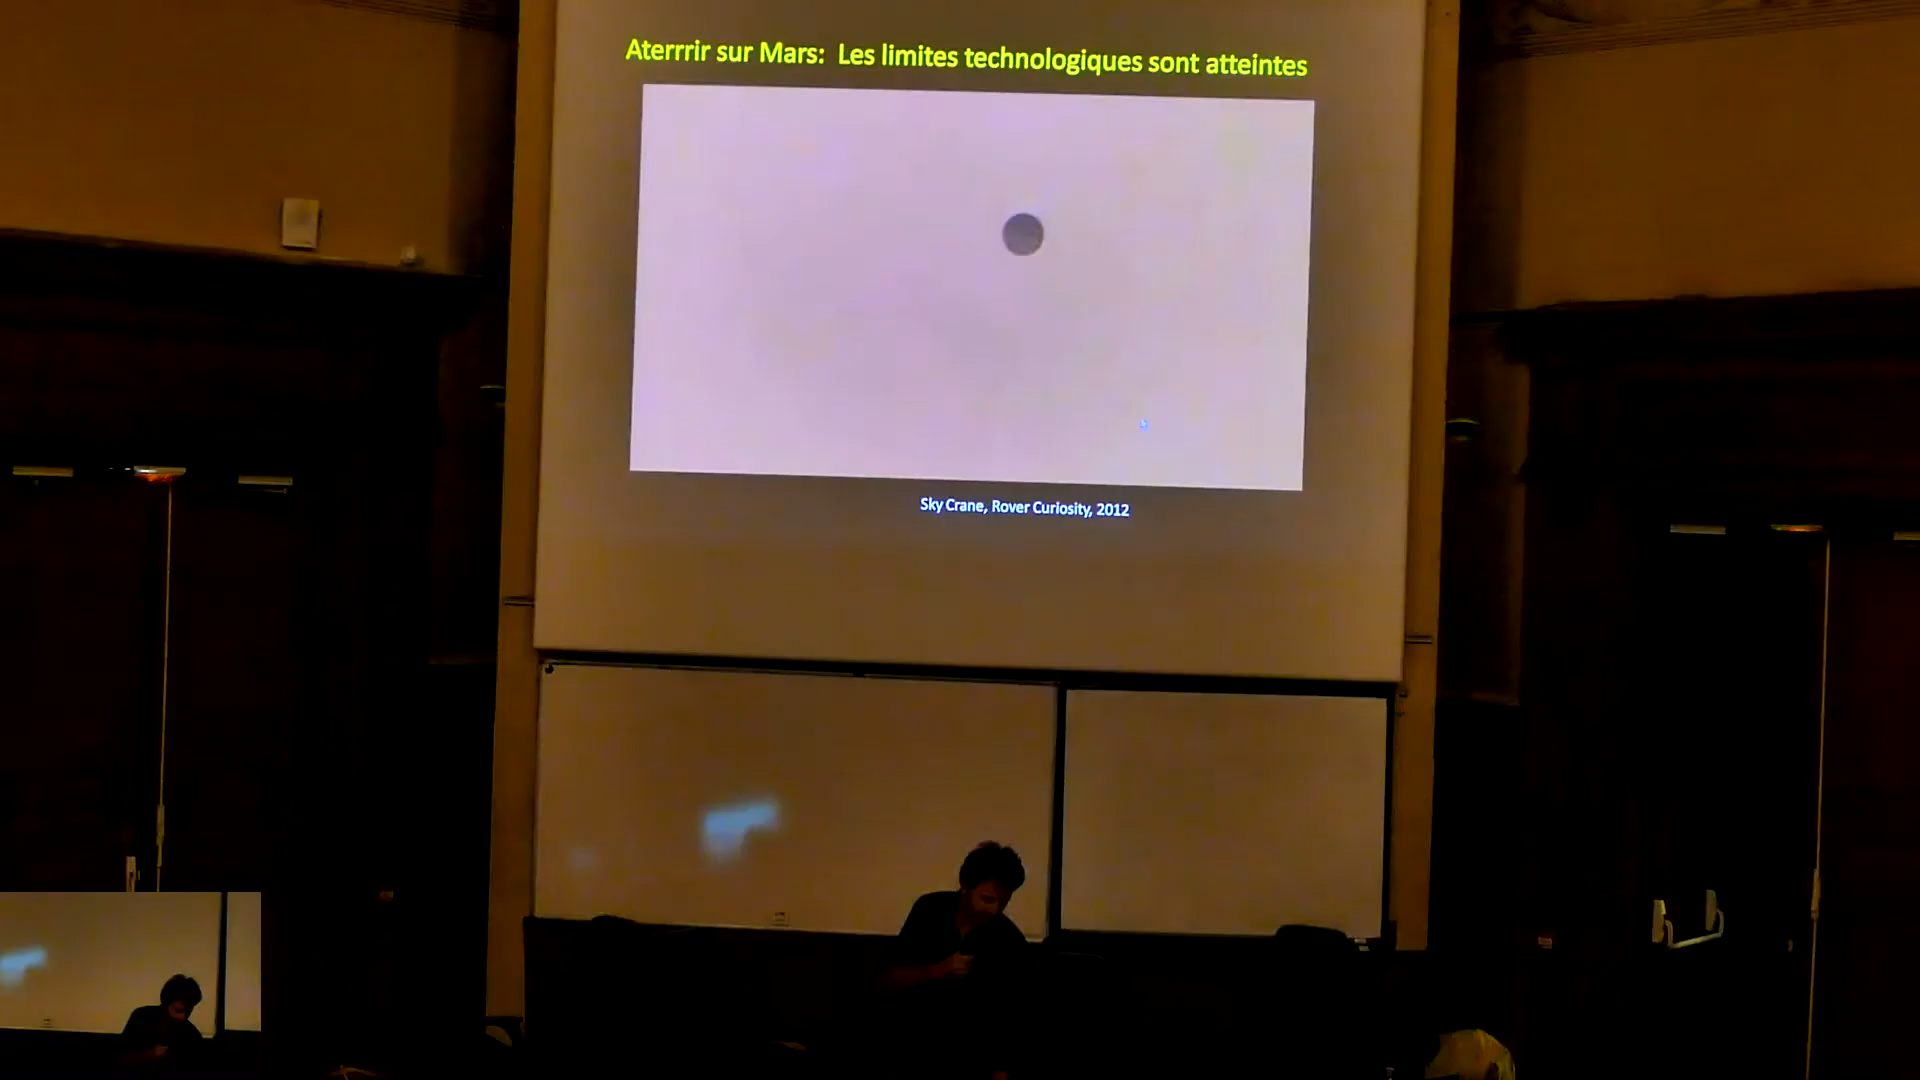 Aterrrir sur Mars:  Les limites technologiques sont atteintes
Sky Crane, Rover Curiosity, 2012